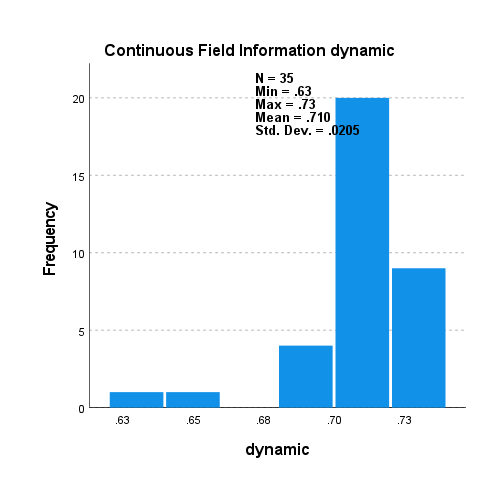 Continuous Field Information dynamic
N = 35
Min = .63
Max = .73
Mean = .710
Std. Dev. = .0205
20
15
10
5
0
Frequency
.63 .65 .68 .70 .73
dynamic